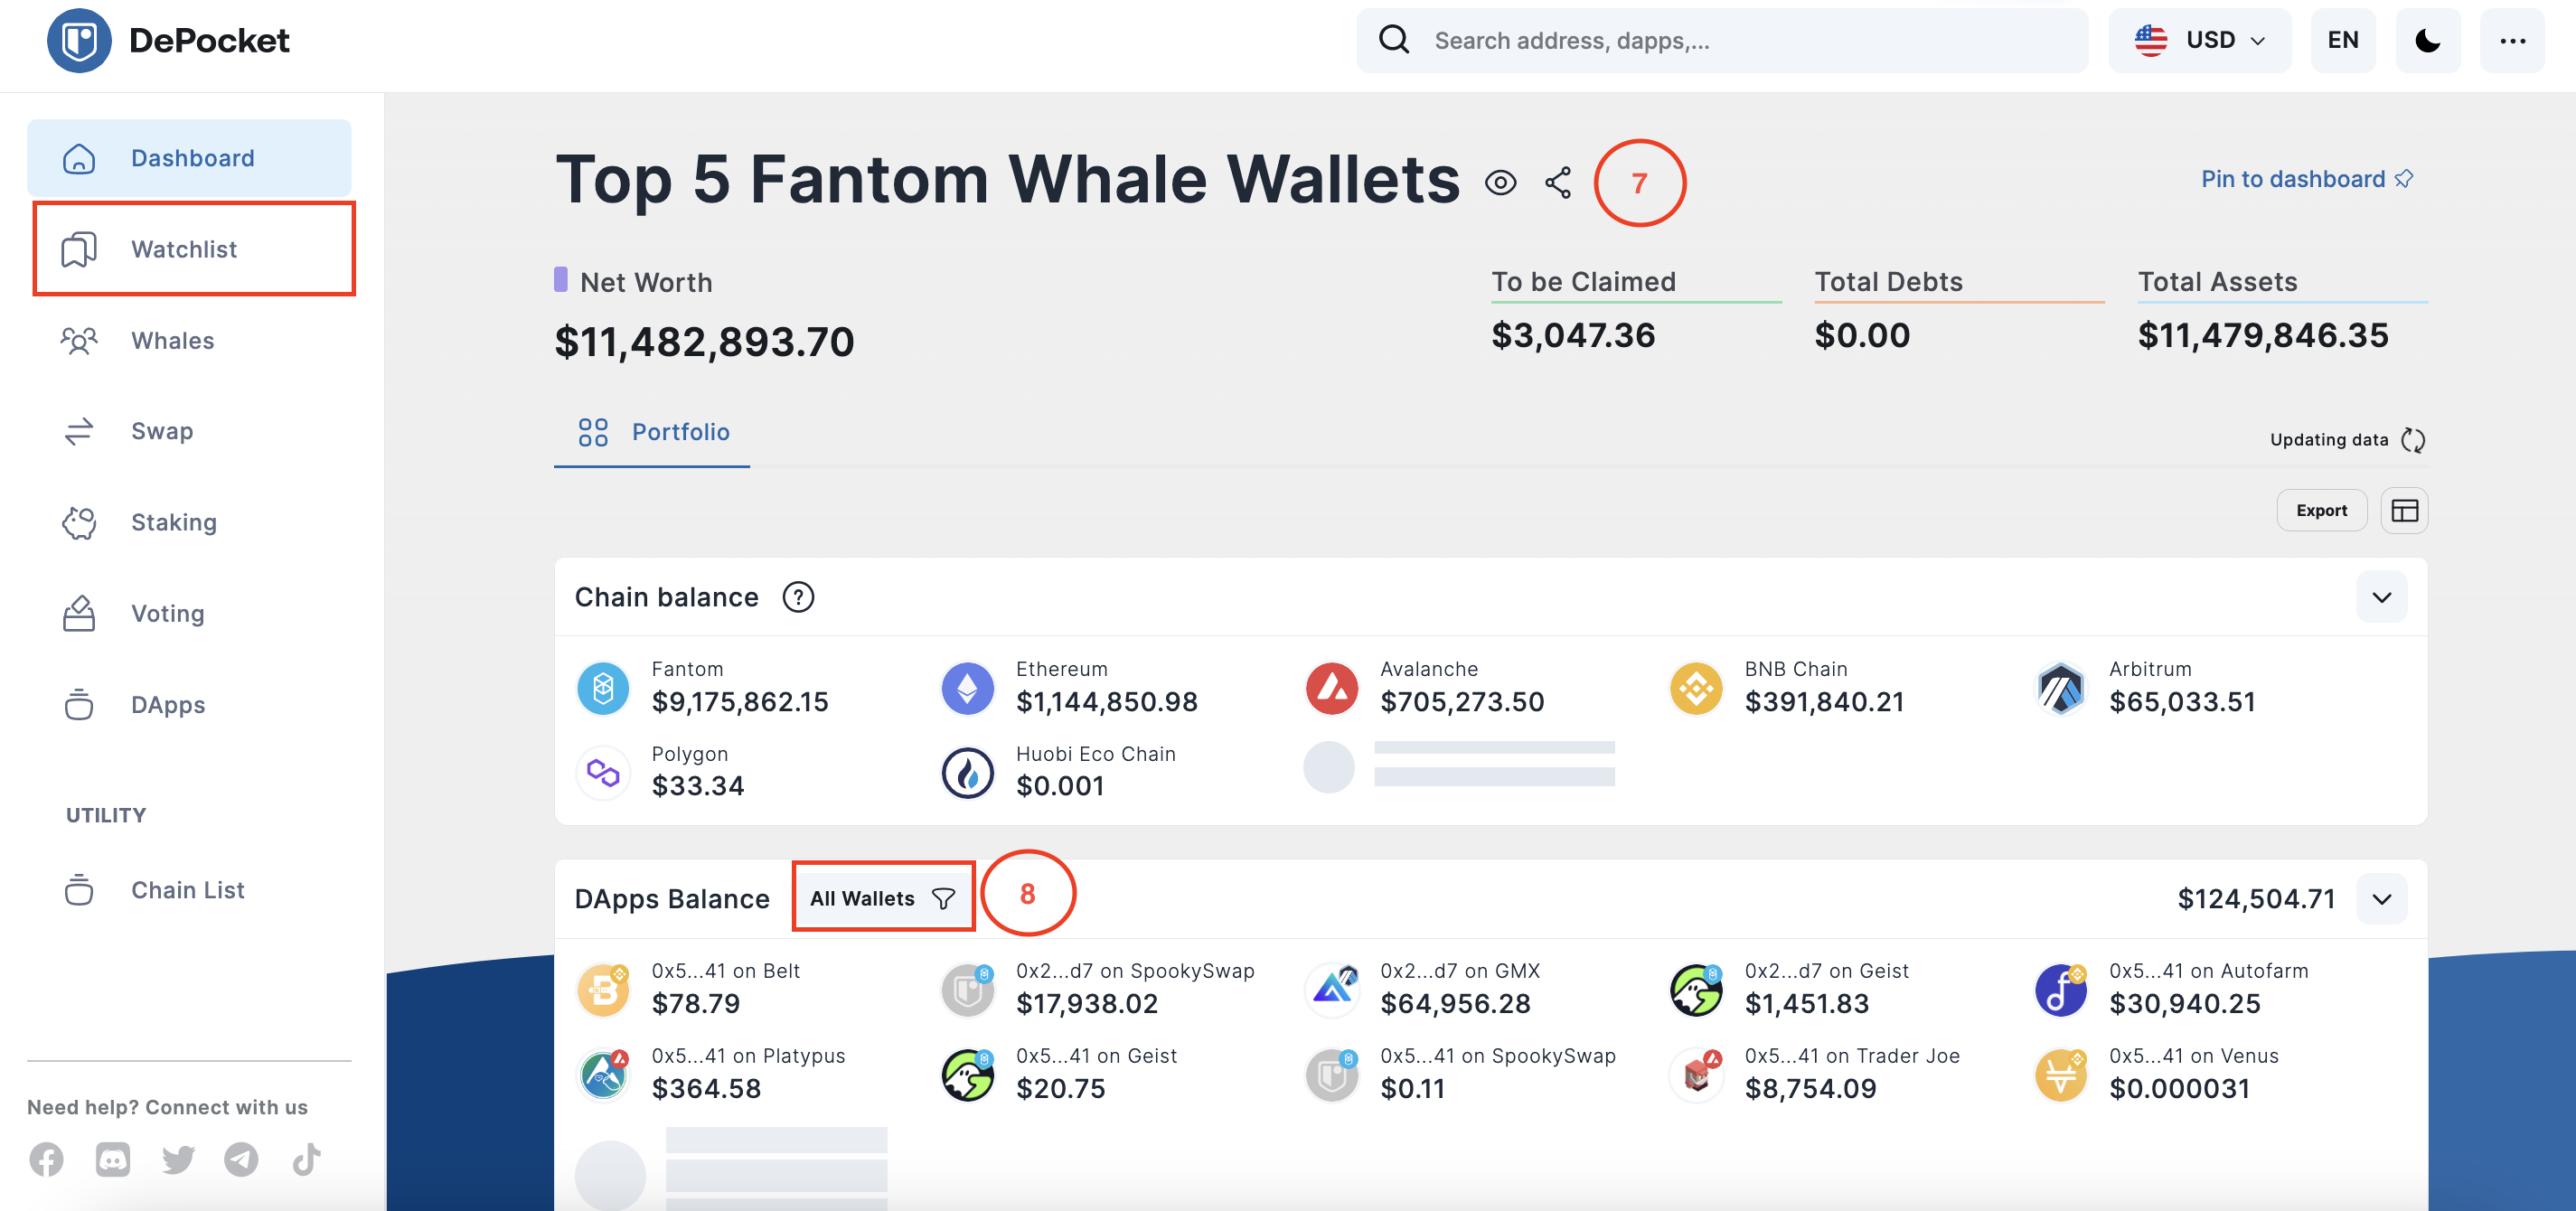 DePocket
Search address, dapps,...
USD
EN
Dashboard
Watchlist
Whales
Swap
Staking
Voting
DApps
UTILITY
Chain List
Need help? Connect with us
Top 5 Fantom Whale Wallets
7
Pin to dashboard
Net Worth
$11,482,893.70
To be Claimed
$3,047.36
Total Debts
$0.00
Total Assets
$11,479,846.35
Portfolio
Updating data
Export
Chain balance ?
Fantom
$9,175,862.15
Ethereum
$1,144,850.98
Avalanche
$705,273.50
BNB Chain
$391,840.21
Arbitrum
$65,033.51
Polygon
$33.34
Huobi Eco Chain
$0.001
DApps Balance
All Wallets
8
$124,504.71
0x5...41 on Belt
$78.79
0x2...d7 on SpookySwap
$17,938.02
0x2...d7 on GMX
$64,956.28
0x2...d7 on Geist
$1,451.83
0x5...41 on Autofarm
$30,940.25
0x5...41 on Platypus
$364.58
0x5...41 on Geist
$20.75
0x5...41 on SpookySwap
$0.11
0x5...41 on Trader Joe
$8,754.09
0x5...41 on Venus
$0.000031